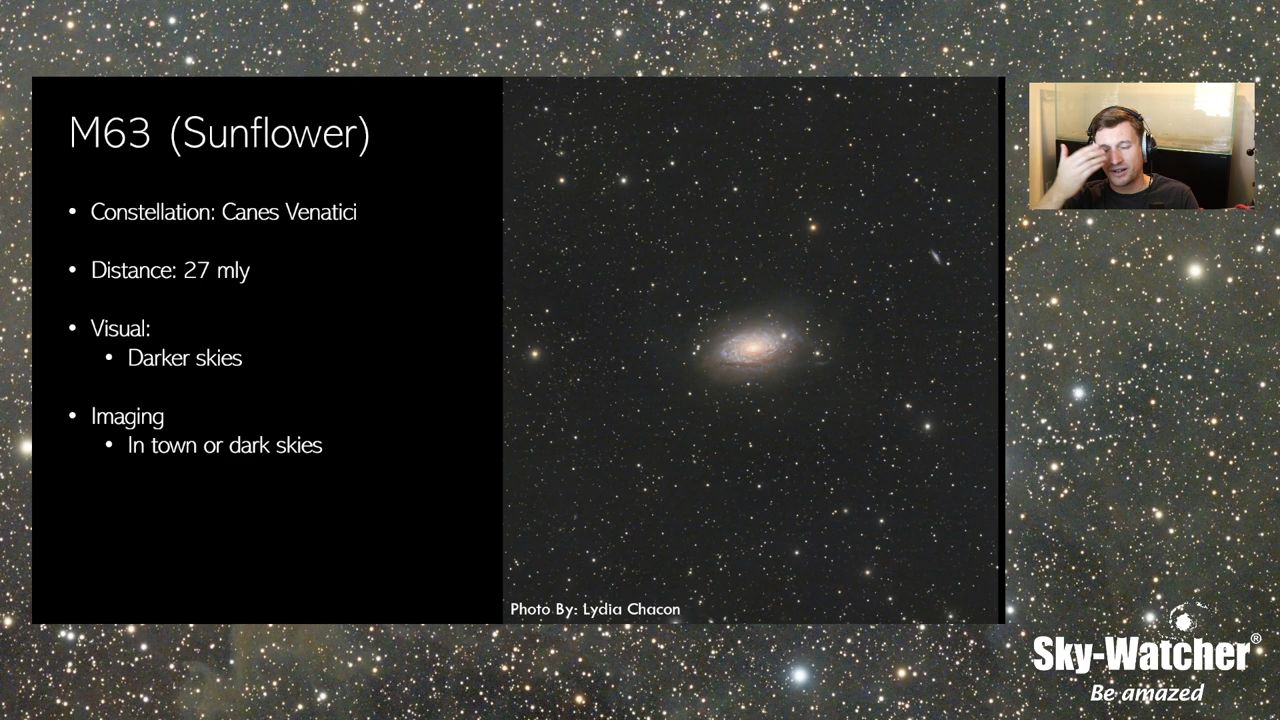 M63 (Sunflower)
• Constellation: Canes Venatici
• Distance: 27 mly
• Visual:
• Darker skies
• Imaging
• In town or dark skies
Photo By: Lydia Chacon
Sky-Watcher®
Be amazed